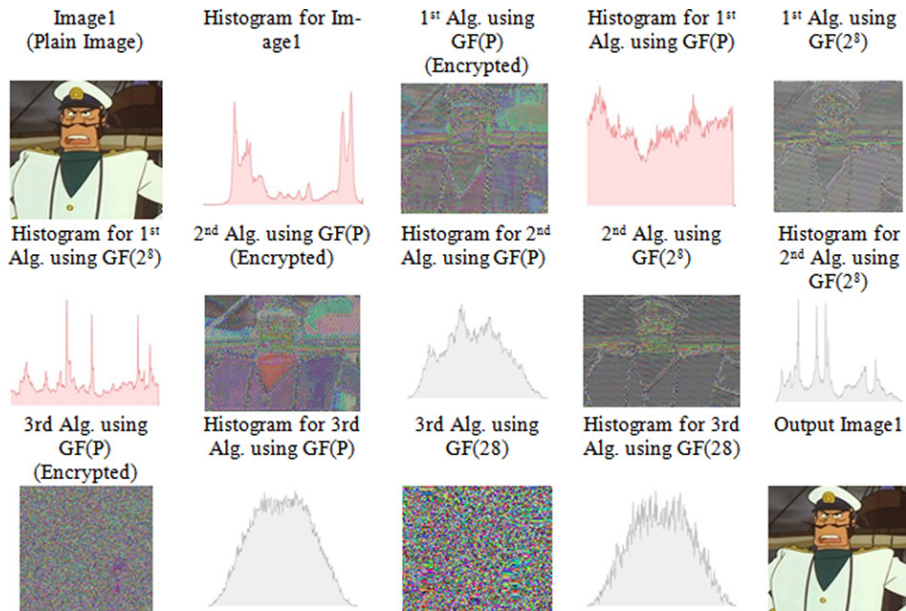 Image1
(Plain Image)
Histogram for Im-
age1
1st Alg. using
GF(P)
(Encrypted)
Histogram for 1st
Alg. using GF(P)
1st Alg. using
GF(2⁸)
Histogram for 1st
Alg. using GF(2⁸)
2nd Alg. using GF(P)
(Encrypted)
Histogram for 2nd
Alg. using GF(P)
2nd Alg. using
GF(2⁸)
Histogram for
2nd Alg. using
GF(2⁸)
3rd Alg. using
GF(P)
(Encrypted)
Histogram for 3rd
Alg. using GF(P)
3rd Alg. using
GF(28)
Histogram for 3rd
Alg. using GF(28)
Output Image1